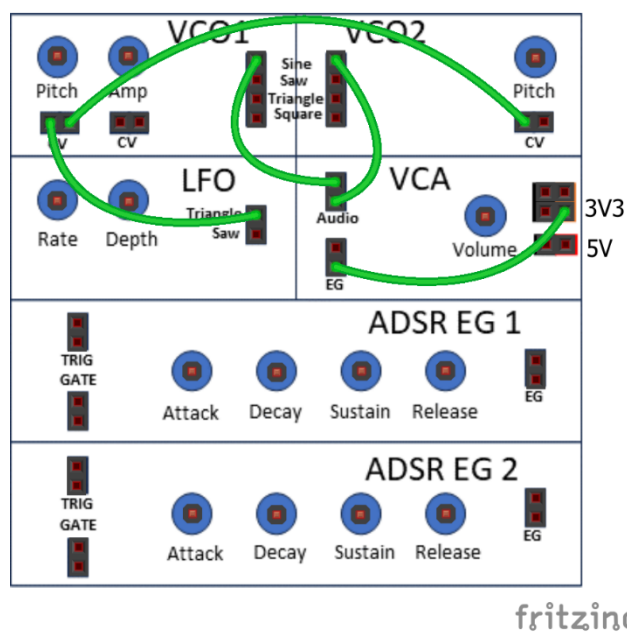 VCO1 VCO2
Pitch Amp
Sine
Saw
Triangle
Square
Pitch
CV CV CV
LFO VCA
Triangle
Saw
Rate Depth
Audio
Volume
3V3
5V
EG
ADSR EG 1
TRIG
GATE
Attack Decay Sustain Release
EG
ADSR EG 2
TRIG
GATE
Attack Decay Sustain Release
EG